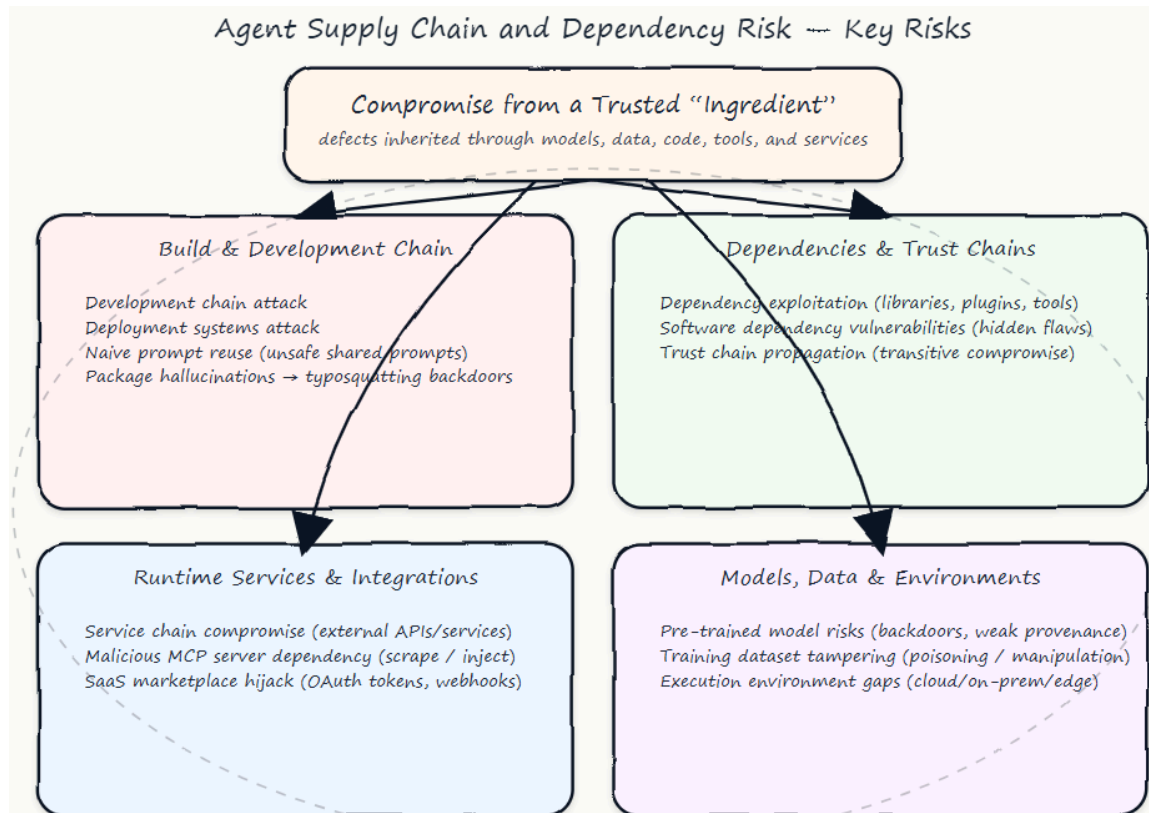 Agent Supply Chain and Dependency Risk — Key Risks
Compromise from a Trusted “Ingredient”
defects inherited through models, data, code, tools, and services
Build & Development Chain
Development chain attack
Deployment systems attack
Naive prompt reuse (unsafe shared prompts)
Package hallucinations → typosquatting backdoors
Dependencies & Trust Chains
Dependency exploitation (libraries, plugins, tools)
Software dependency vulnerabilities (hidden flaws)
Trust chain propagation (transitive compromise)
Runtime Services & Integrations
Service chain compromise (external APIs/services)
Malicious MCP server dependency (scrape / inject)
SaaS marketplace hijack (OAuth tokens, webhooks)
Models, Data & Environments
Pre-trained model risks (backdoors, weak provenance)
Training dataset tampering (poisoning / manipulation)
Execution environment gaps (cloud/on-prem/edge)